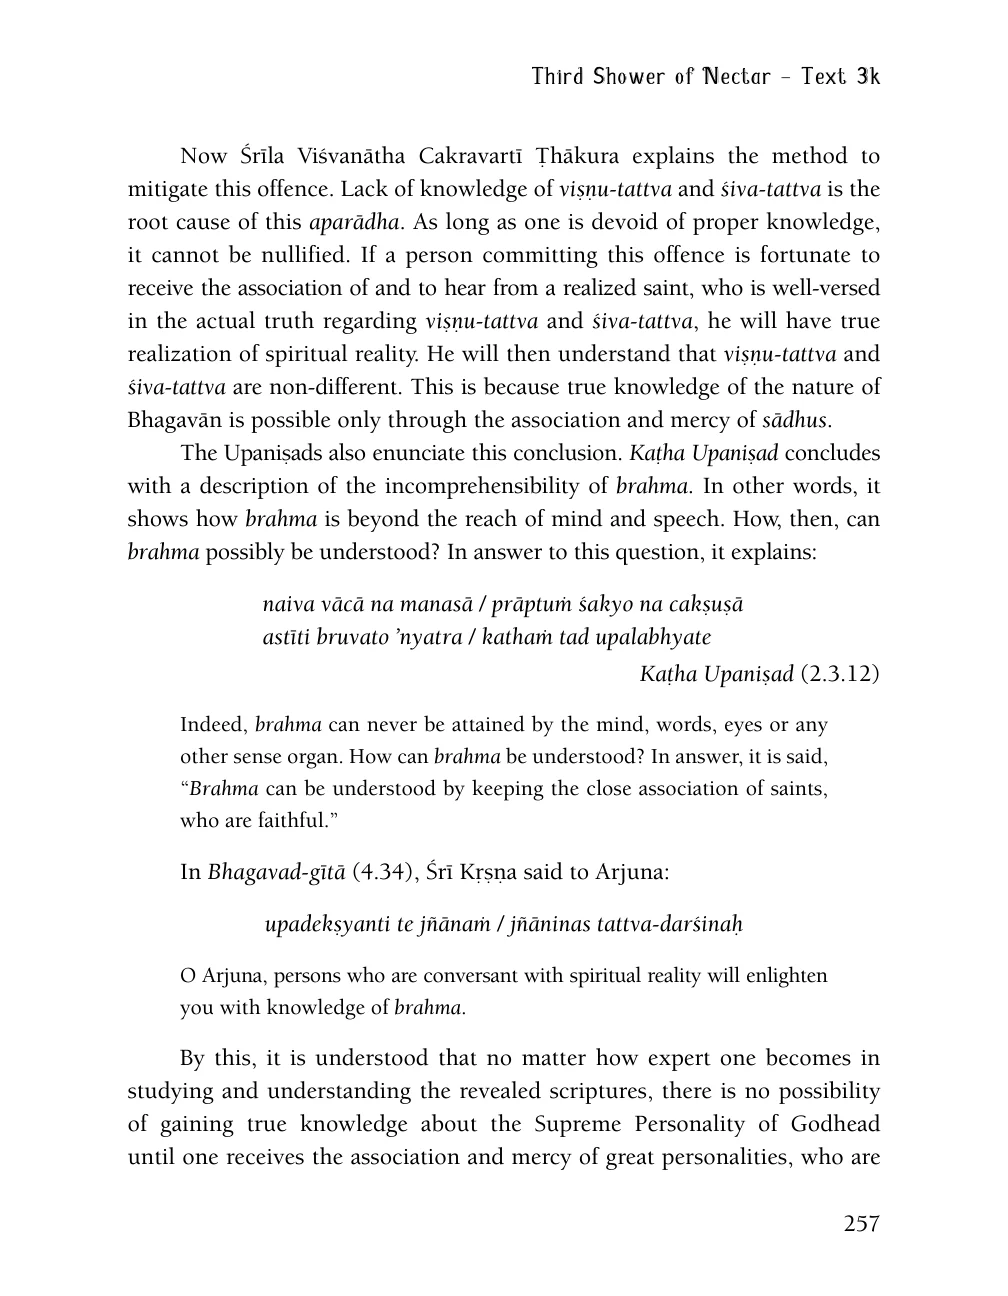 Third Shower of Nectar – Text 3k
Now Śrīla Viśvanātha Cakravartī Ṭhākura explains the method to
mitigate this offence. Lack of knowledge of viṣṇu-tattva and śiva-tattva is the
root cause of this aparādha. As long as one is devoid of proper knowledge,
it cannot be nullified. If a person committing this offence is fortunate to
receive the association of and to hear from a realized saint, who is well-versed
in the actual truth regarding viṣṇu-tattva and śiva-tattva, he will have true
realization of spiritual reality. He will then understand that viṣṇu-tattva and
śiva-tattva are non-different. This is because true knowledge of the nature of
Bhagavān is possible only through the association and mercy of sādhus.
The Upaniṣads also enunciate this conclusion. Kaṭha Upaniṣad concludes
with a description of the incomprehensibility of brahma. In other words, it
shows how brahma is beyond the reach of mind and speech. How, then, can
brahma possibly be understood? In answer to this question, it explains:
naiva vācā na manasā / prāptuṁ śakyo na cakṣuṣā
astīti bruvato ’nyatra / kathaṁ tad upalabhyate
Kaṭha Upaniṣad (2.3.12)
Indeed, brahma can never be attained by the mind, words, eyes or any
other sense organ. How can brahma be understood? In answer, it is said,
“Brahma can be understood by keeping the close association of saints,
who are faithful.”
In Bhagavad-gītā (4.34), Śrī Kṛṣṇa said to Arjuna:
upadekṣyanti te jñānaṁ / jñāninas tattva-darśinaḥ
O Arjuna, persons who are conversant with spiritual reality will enlighten
you with knowledge of brahma.
By this, it is understood that no matter how expert one becomes in
studying and understanding the revealed scriptures, there is no possibility
of gaining true knowledge about the Supreme Personality of Godhead
until one receives the association and mercy of great personalities, who are
257